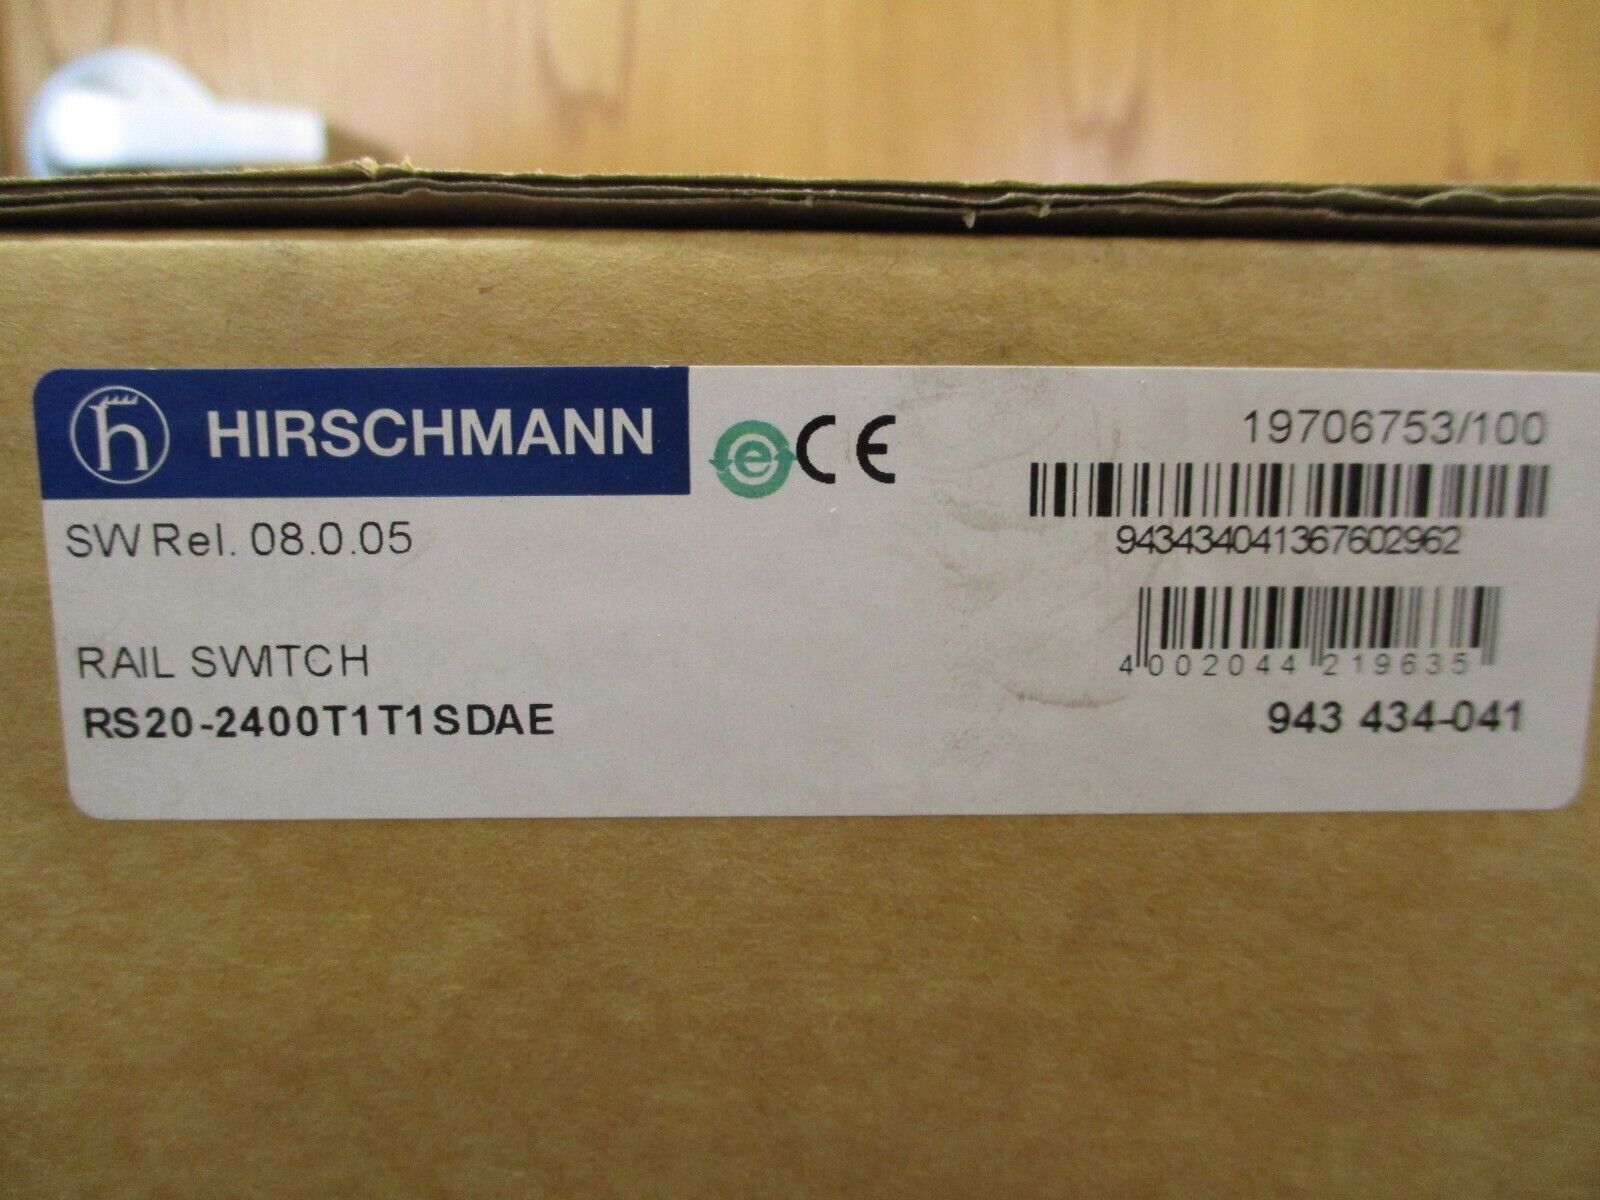 HIRSCHMANN
e CE
19706753/100
SW Rel. 08.0.05
943434041367602962
RAIL SWITCH
4 002044 219635
RS20-2400T1T1SDAE
943 434-041